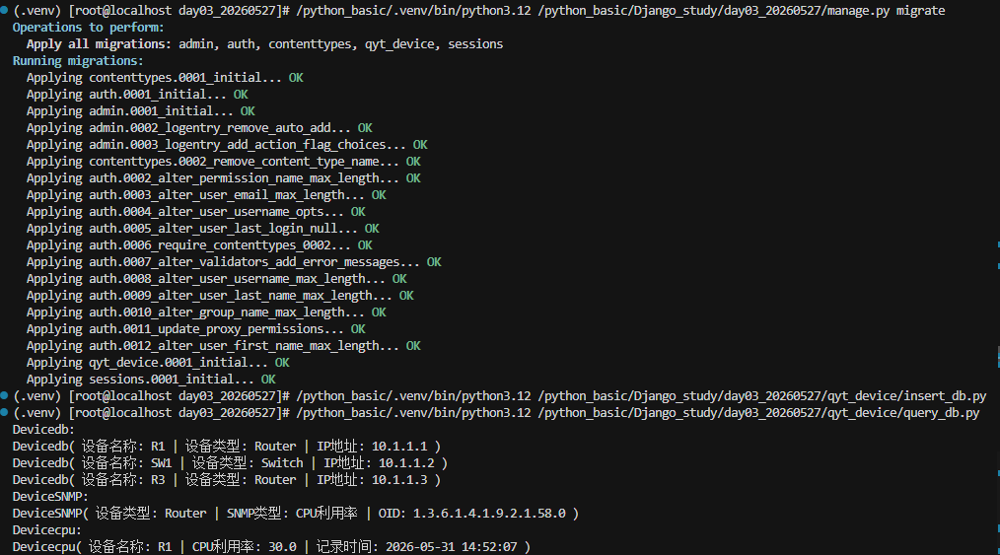 (.venv) [root@localhost day03_20260527]# /python_basic/.venv/bin/python3.12 /python_basic/Django_study/day03_20260527/manage.py migrate
Operations to perform:
  Apply all migrations: admin, auth, contenttypes, qyt_device, sessions
Running migrations:
  Applying contenttypes.0001_initial... OK
  Applying auth.0001_initial... OK
  Applying admin.0001_initial... OK
  Applying admin.0002_logentry_remove_auto_add... OK
  Applying admin.0003_logentry_add_action_flag_choices... OK
  Applying contenttypes.0002_remove_content_type_name... OK
  Applying auth.0002_alter_permission_name_max_length... OK
  Applying auth.0003_alter_user_email_max_length... OK
  Applying auth.0004_alter_user_username_opts... OK
  Applying auth.0005_alter_user_last_login_null... OK
  Applying auth.0006_require_contenttypes_0002... OK
  Applying auth.0007_alter_validators_add_error_messages... OK
  Applying auth.0008_alter_user_username_max_length... OK
  Applying auth.0009_alter_user_last_name_max_length... OK
  Applying auth.0010_alter_group_name_max_length... OK
  Applying auth.0011_update_proxy_permissions... OK
  Applying auth.0012_alter_user_first_name_max_length... OK
  Applying qyt_device.0001_initial... OK
  Applying sessions.0001_initial... OK
(.venv) [root@localhost day03_20260527]# /python_basic/.venv/bin/python3.12 /python_basic/Django_study/day03_20260527/qyt_device/insert_db.py
(.venv) [root@localhost day03_20260527]# /python_basic/.venv/bin/python3.12 /python_basic/Django_study/day03_20260527/qyt_device/query_db.py
Devicedb:
Devicedb( 设备名称: R1 | 设备类型: Router | IP地址: 10.1.1.1 )
Devicedb( 设备名称: SW1 | 设备类型: Switch | IP地址: 10.1.1.2 )
Devicedb( 设备名称: R3 | 设备类型: Router | IP地址: 10.1.1.3 )
DeviceSNMP:
DeviceSNMP( 设备类型: Router | SNMP类型: CPU利用率 | OID: 1.3.6.1.4.1.9.2.1.58.0 )
Devicecpu:
Devicecpu( 设备名称: R1 | CPU利用率: 30.0 | 记录时间: 2026-05-31 14:52:07 )